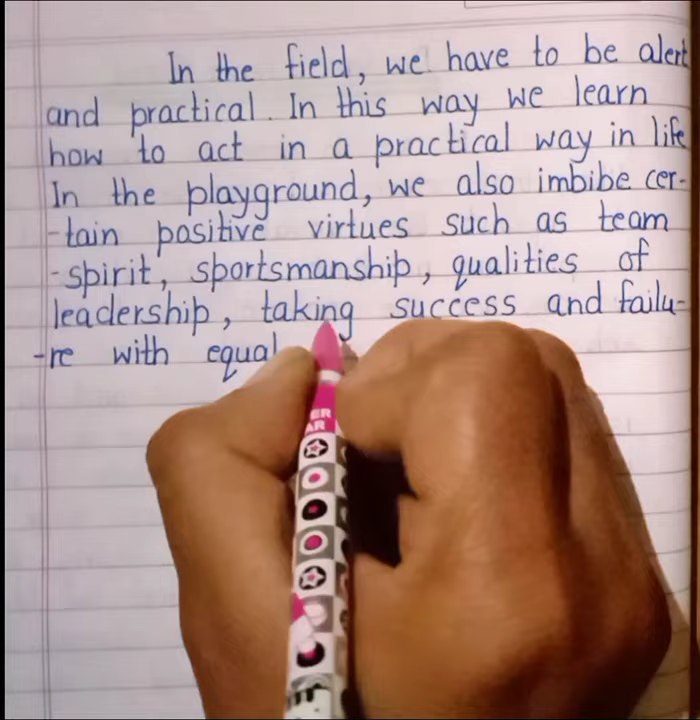 In the field, we have to be alert
and practical. In this way we learn
how to act in a practical way in life
In the playground, we also imbibe cer-
-tain positive virtues such as team
-spirit, sportsmanship, qualities of
leadership, taking success and failu-
-re with equal
ER
AR